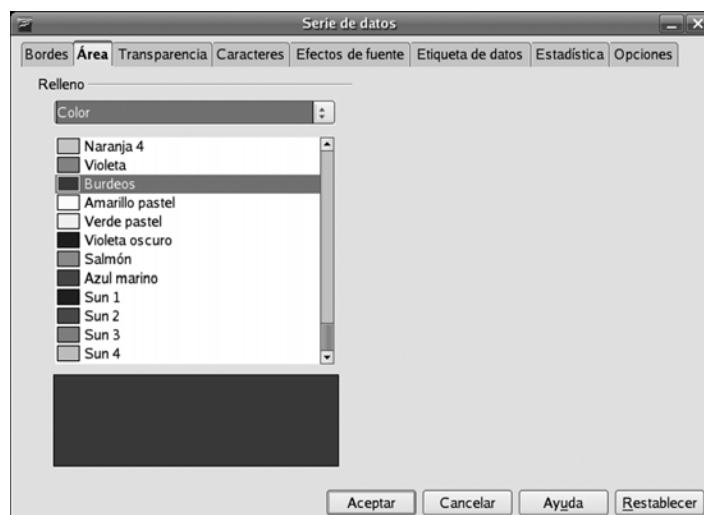 Serie de datos
Bordes Área Transparencia Caracteres Efectos de fuente Etiqueta de datos Estadística Opciones
Relleno
Color
Naranja 4
Violeta
Burdeos
Amarillo pastel
Verde pastel
Violeta oscuro
Salmón
Azul marino
Sun 1
Sun 2
Sun 3
Sun 4
Aceptar Cancelar Ayuda Restablecer